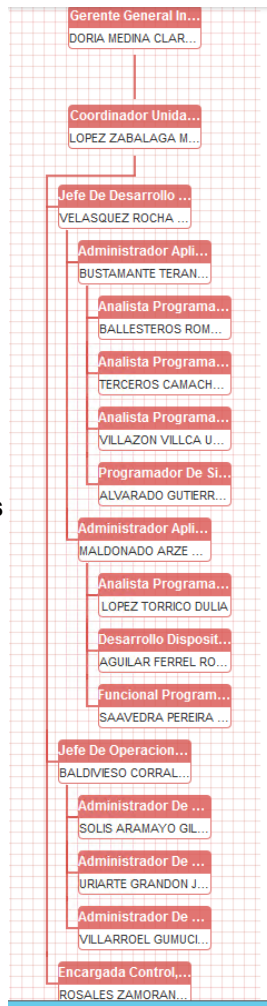 Gerente General In...
DORIA MEDINA CLAR...
Coordinador Unida...
LOPEZ ZABALAGA M...
Jefe De Desarrollo ...
VELASQUEZ ROCHA ...
Administrador Apli...
BUSTAMANTE TERAN...
Analista Programa...
BALLESTEROS ROM...
Analista Programa...
TERCEROS CAMACH...
Analista Programa...
VILLAZON VILLCA U...
Programador De Si...
ALVARADO GUTIERR...
s
Administrador Apli...
MALDONADO ARZE ...
Analista Programa...
LOPEZ TORRICO DULIA
Desarrollo Disposit...
AGUILAR FERREL RO...
Funcional Program...
SAAVEDRA PEREIRA ...
Jefe De Operacion...
BALDIVIESO CORRAL...
Administrador De ...
SOLIS ARAMAYO GIL...
Administrador De ...
URIARTE GRANDON J...
Administrador De ...
VILLARROEL GUMUCI...
Encargada Control,...
ROSALES ZAMORAN...